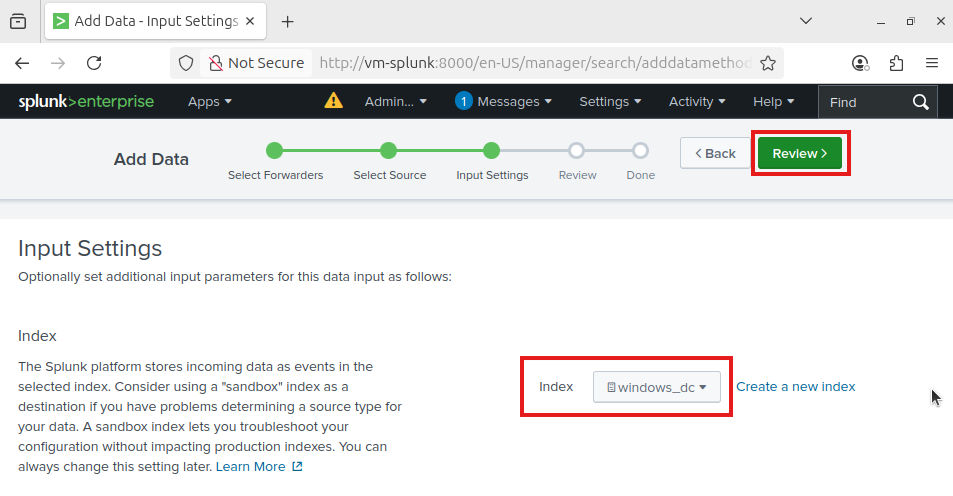 Add Data - Input Settings
Not Secure http://vm-splunk:8000/en-US/manager/search/adddatamethod
splunk>enterprise Apps Admin... 1 Messages Settings Activity Help Find
Add Data
Select Forwarders Select Source Input Settings Review Done
< Back
Review >
Input Settings
Optionally set additional input parameters for this data input as follows:
Index
The Splunk platform stores incoming data as events in the
selected index. Consider using a "sandbox" index as a
destination if you have problems determining a source type for
your data. A sandbox index lets you troubleshoot your
configuration without impacting production indexes. You can
always change this setting later. Learn More
Index windows_dc Create a new index